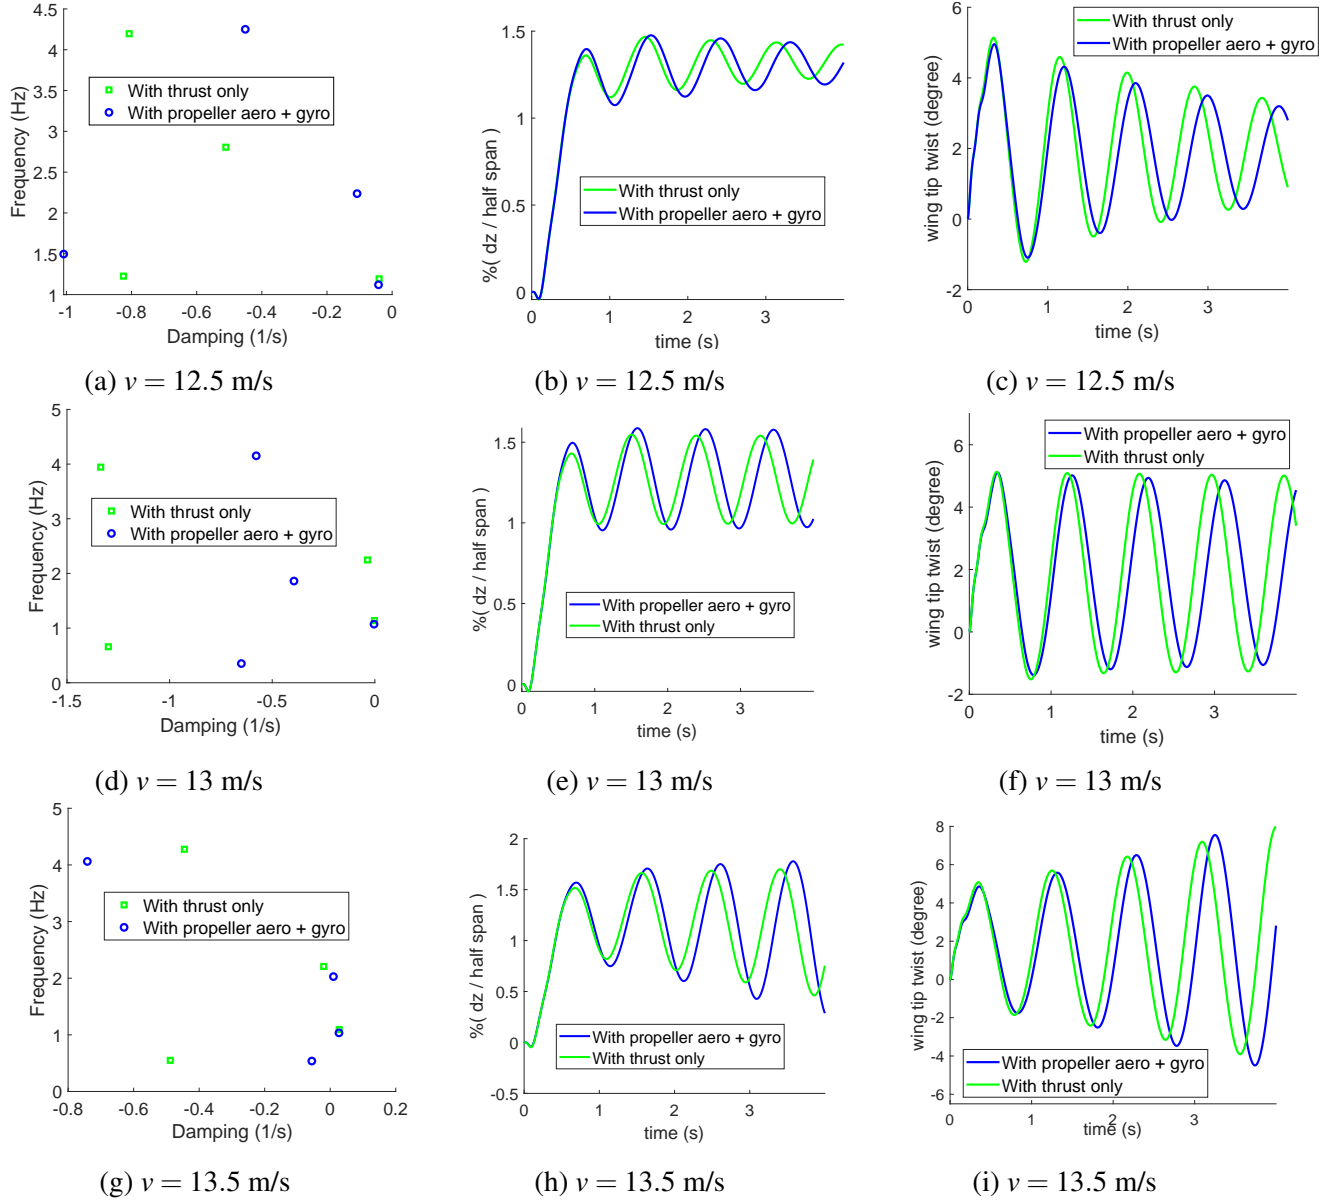 4.5
4
3.5
3
2.5
2
1.5
1
Frequency (Hz)
With thrust only
With propeller aero + gyro
-1 -0.8 -0.6 -0.4 -0.2 0
Damping (1/s)
(a) v = 12.5 m/s
1.5
1
0.5
0
%( dz / half span )
With thrust only
With propeller aero + gyro
0 1 2 3
time (s)
(b) v = 12.5 m/s
6
4
2
0
-2
wing tip twist (degree)
With thrust only
With propeller aero + gyro
0 1 2 3
time (s)
(c) v = 12.5 m/s
5
4
3
2
1
0
Frequency (Hz)
With thrust only
With propeller aero + gyro
-1.5 -1 -0.5 0
Damping (1/s)
(d) v = 13 m/s
1.5
1
0.5
0
%( dz / half span )
With propeller aero + gyro
With thrust only
0 1 2 3
time (s)
(e) v = 13 m/s
6
4
2
0
-2
wing tip twist (degree)
With propeller aero + gyro
With thrust only
0 1 2 3
time (s)
(f) v = 13 m/s
5
4
3
2
1
0
Frequency (Hz)
With thrust only
With propeller aero + gyro
-0.8 -0.6 -0.4 -0.2 0 0.2
Damping (1/s)
(g) v = 13.5 m/s
2
1.5
1
0.5
0
-0.5
%( dz / half span )
With propeller aero + gyro
With thrust only
0 1 2 3
time (s)
(h) v = 13.5 m/s
8
6
4
2
0
-2
-4
-6
wing tip twist (degree)
With propeller aero + gyro
With thrust only
0 1 2 3
time (s)
(i) v = 13.5 m/s